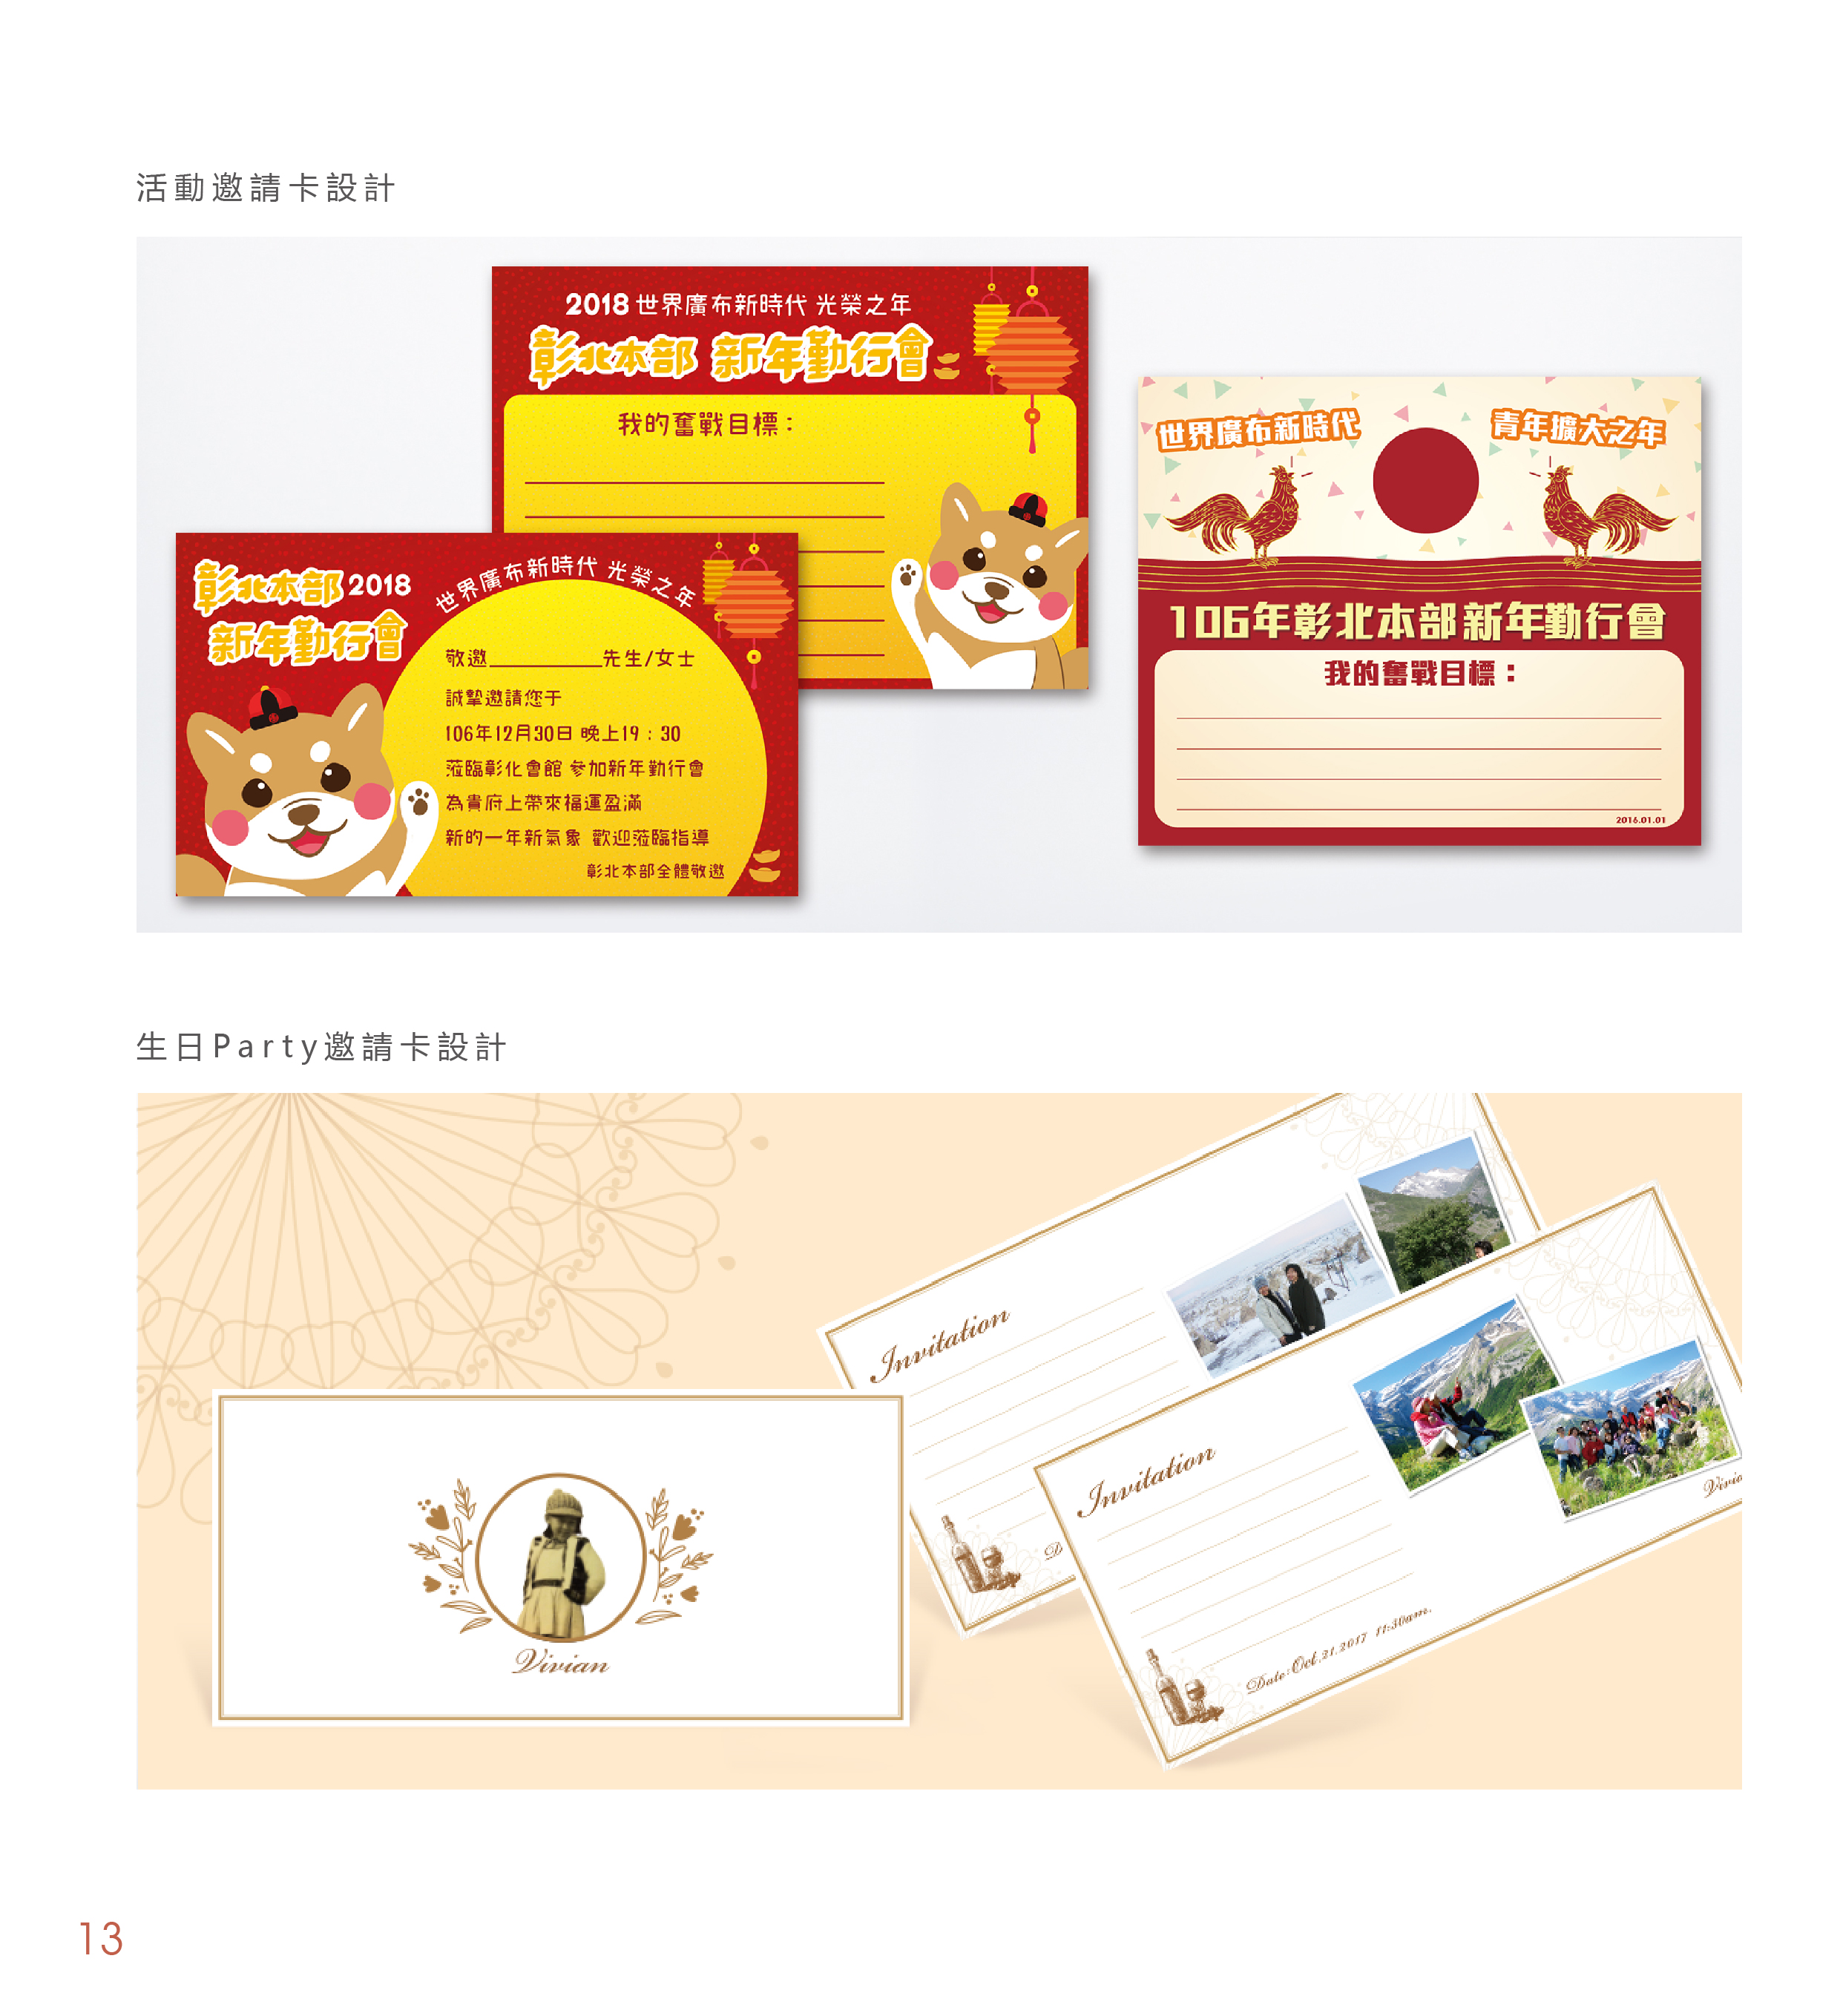 活動邀請卡設計
2018 世界廣布新時代 光榮之年
彰北本部 新年勤行會
我的奮戰目標：
彰北本部 2018
新年勤行會
世界廣布新時代 光榮之年
敬邀________先生/女士
誠摯邀請您于
106年12月30日 晚上19：30
蒞臨彰化會館 參加新年勤行會
為貴府上帶來福運盈滿
新的一年新氣象 歡迎蒞臨指導
彰北本部全體敬邀
世界廣布新時代
青年擴大之年
106年彰北本部新年勤行會
我的奮戰目標：
2016.01.01
生日Party邀請卡設計
Invitation
D
Invitation
Vivia
Date:Oct.21.2017 11:30am.
Vivian
13